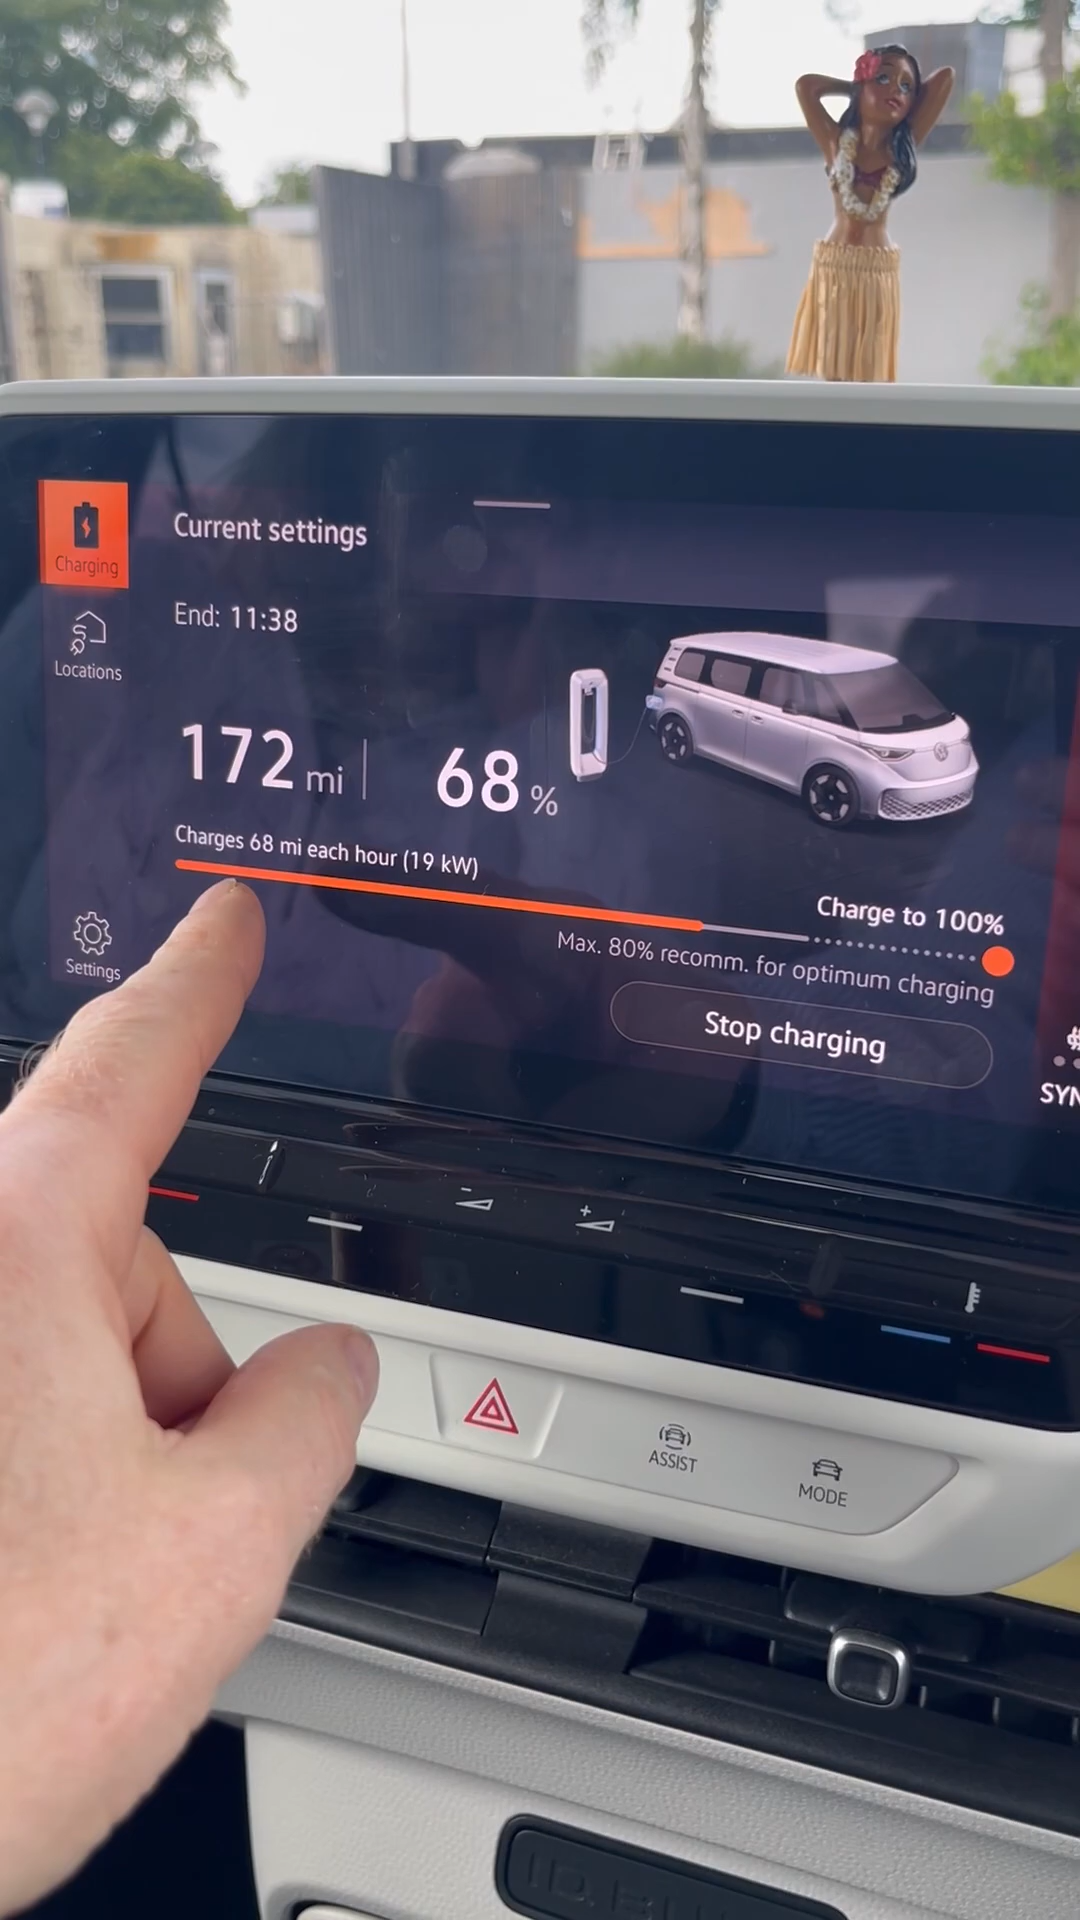 Charging
Current settings
End: 11:38
Locations
172 mi
68 %
Charges 68 mi each hour (19 kW)
Charge to 100%
Max. 80% recomm. for optimum charging
Settings
Stop charging
ASSIST
MODE